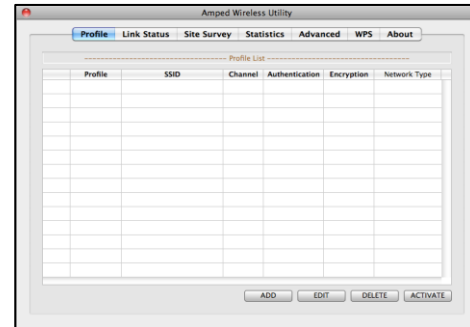 Amped Wireless Utility
Profile Link Status Site Survey Statistics Advanced WPS About
Profile List
Profile SSID Channel Authentication Encryption Network Type
ADD EDIT DELETE ACTIVATE